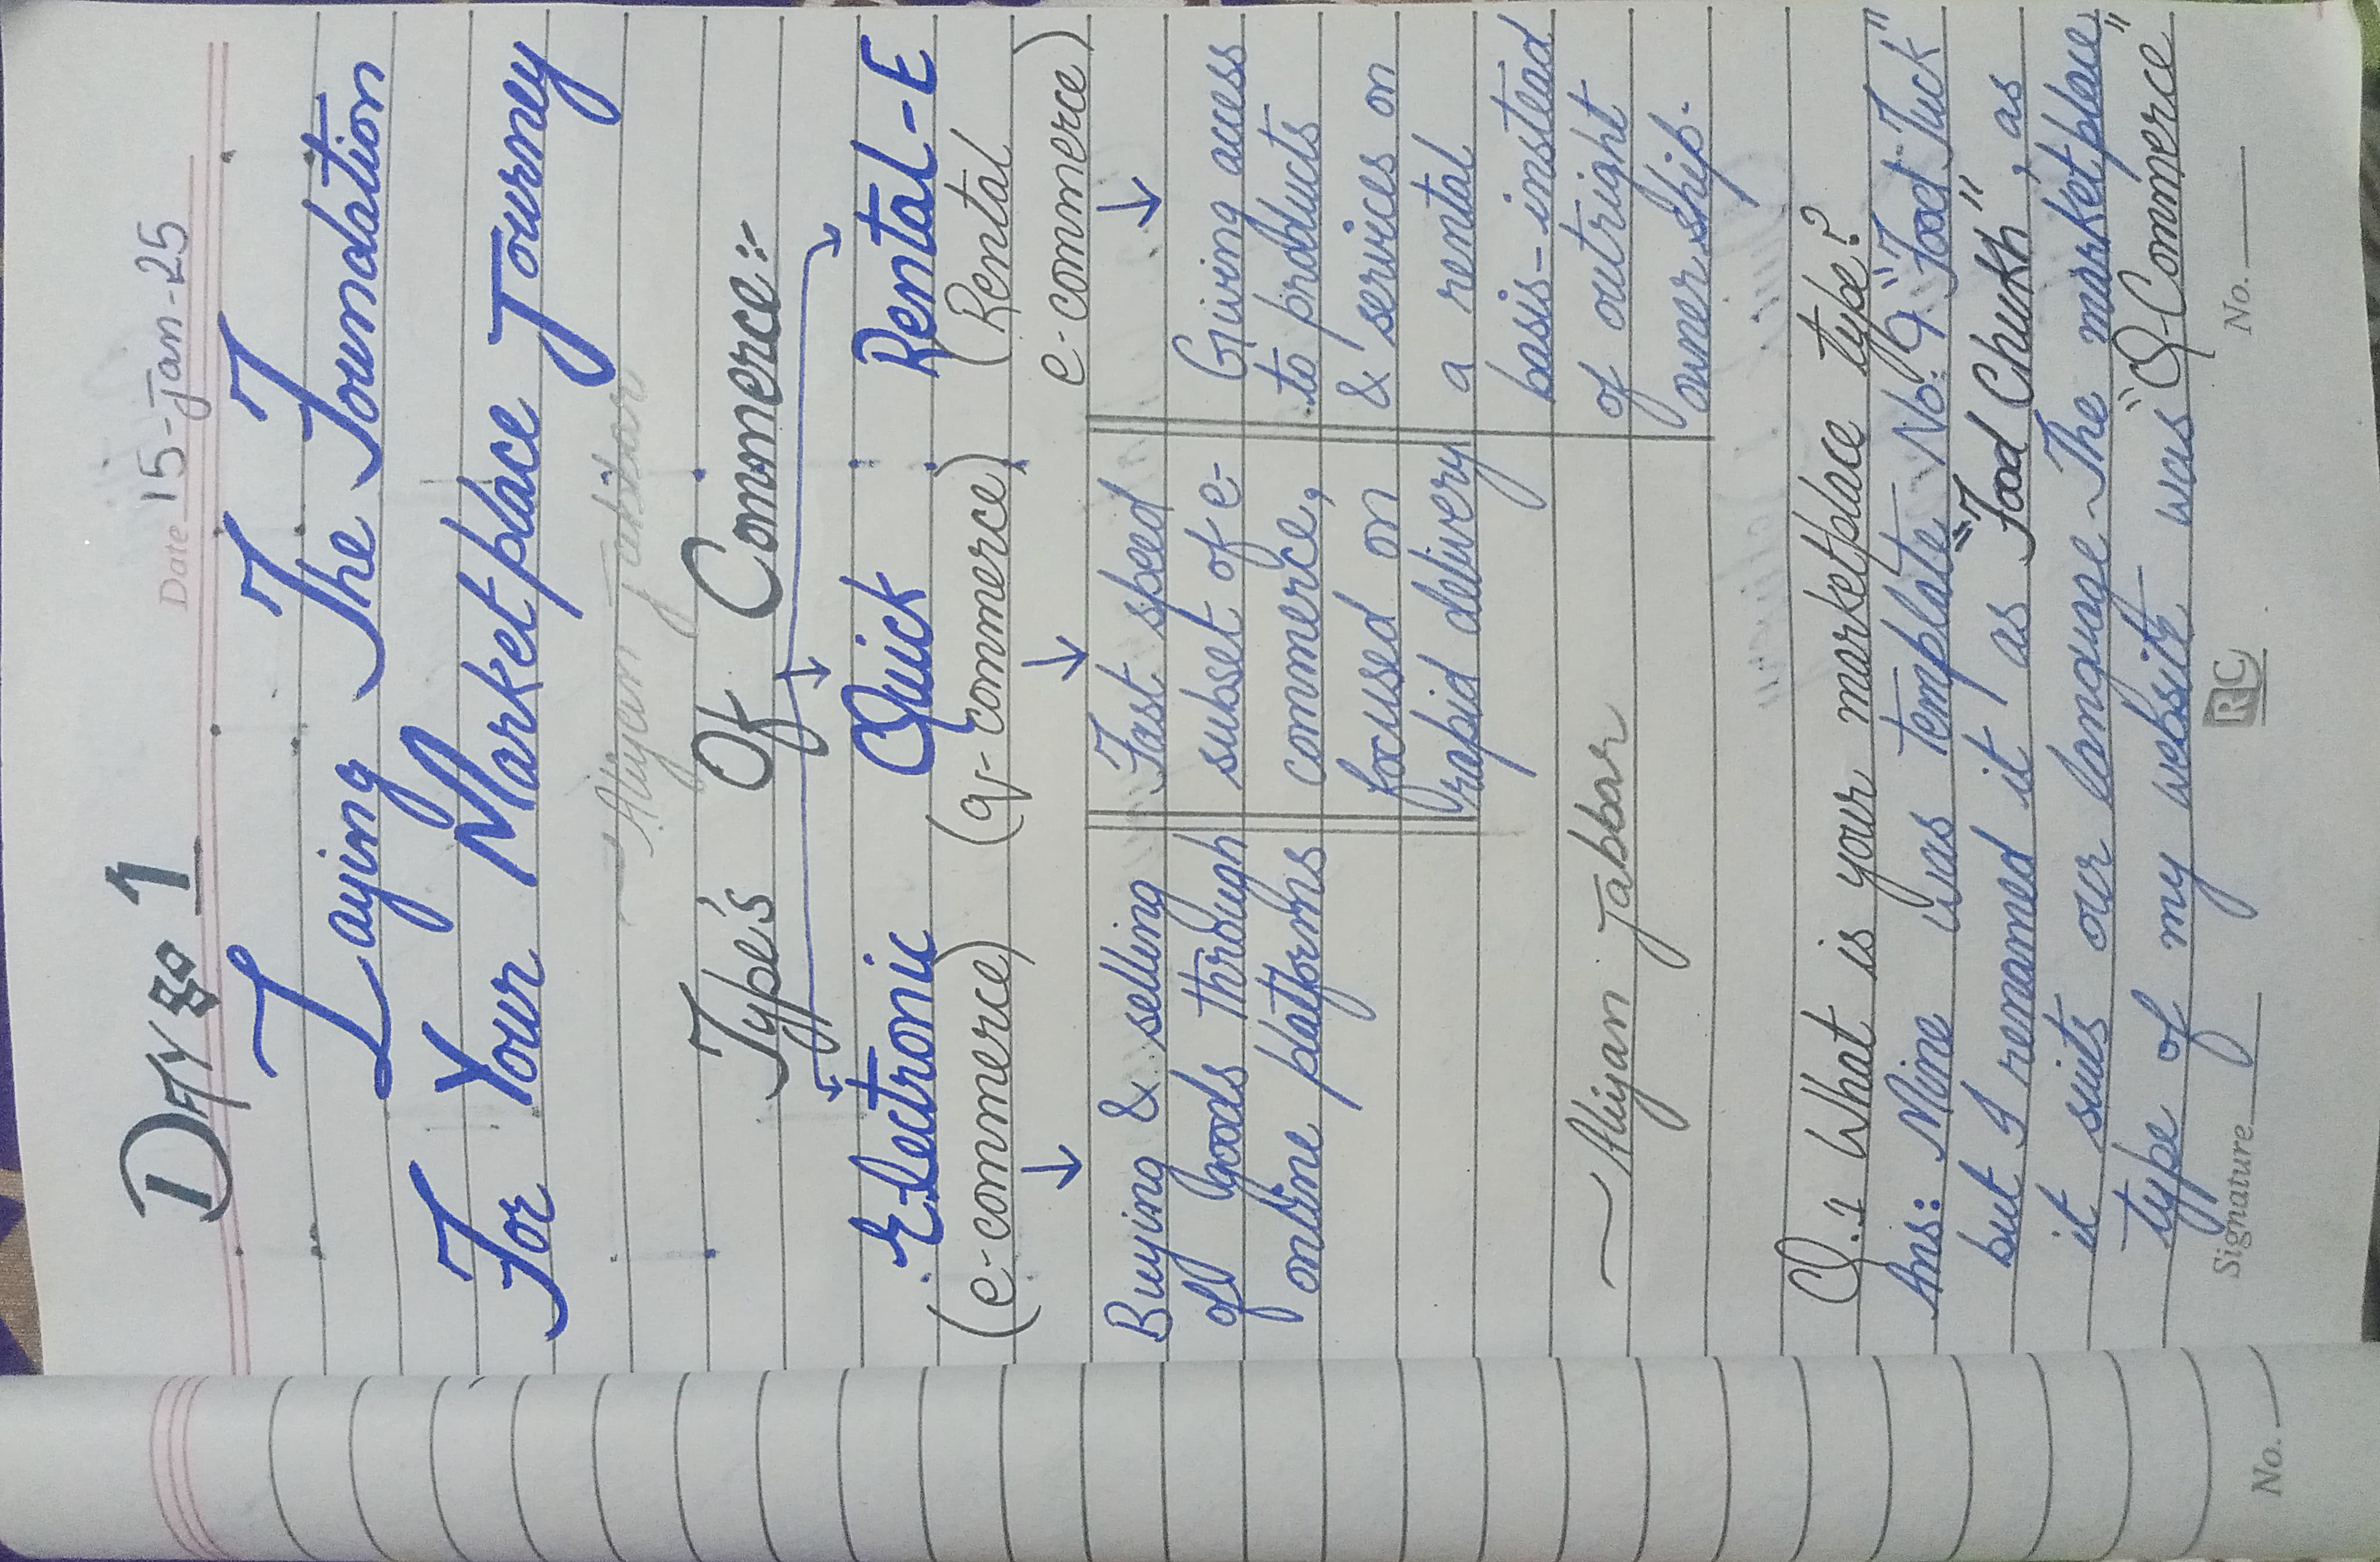 DAY 1
Date 15-Jan-25
Laying The Foundation
For Your Marketplace Journey
~Aliyan Jabbar
Type's Of Commerce:-
Electronic Quick Rental-E
(e-commerce) (q-commerce) (Rental
e-commerce)
Buying & selling
of goods through
online platforms
Fast speed
subset of e-
commerce,
focused on
rapid delivery
Giving access
to products
& services on
a rental
basis- instead
of outright
owner ship.
~Aliyan Jabbar
Q.1 What is your marketplace type?
Ans: Mine was template No. 9 "Food Tuck"
but I renamed it as "Food Chukh", as
it suits our language. The marketplace
type of my website was "Q-Commerce"
Signature
RC
No.
No.